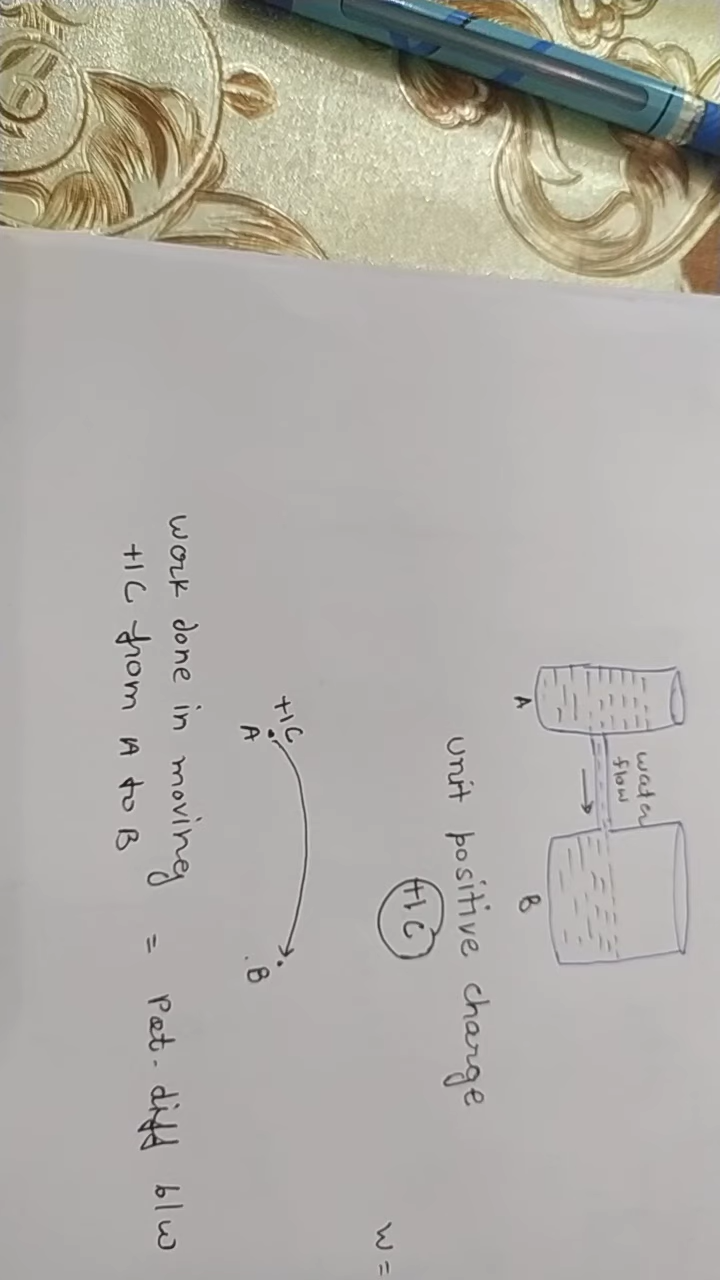 water
flow
A
B
unit positive charge
+1C
W =
+1C
A
B
work done in moving = Pot. diff b/w
+1C from A to B